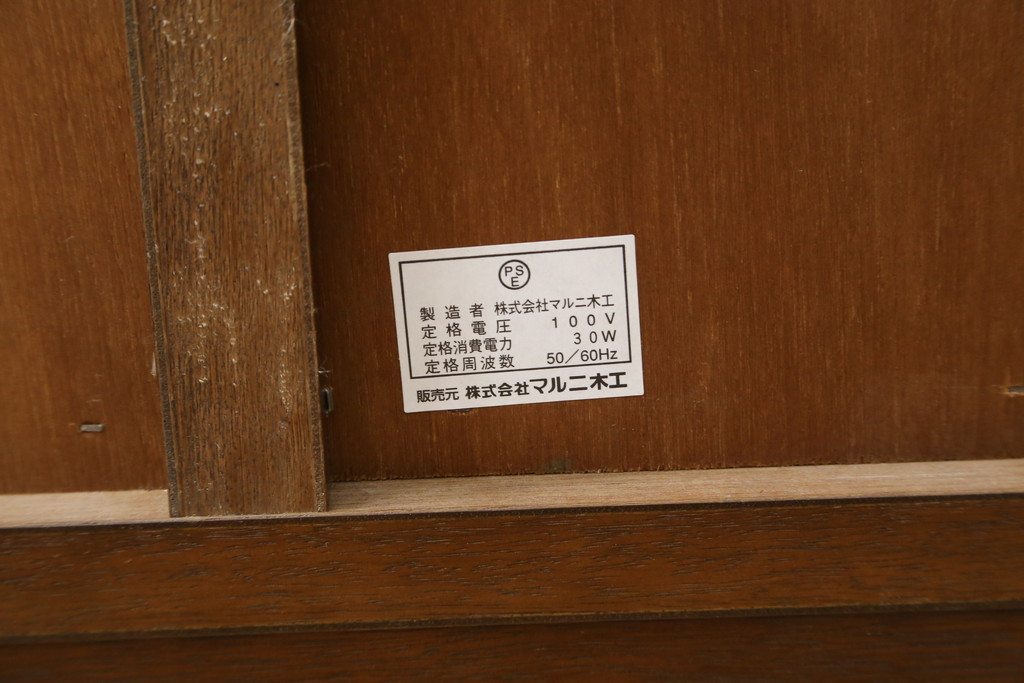 PSE
製造者 株式会社マルニ木工
定格電圧 100V
定格消費電力 30W
定格周波数 50/60Hz
販売元 株式会社マルニ木工